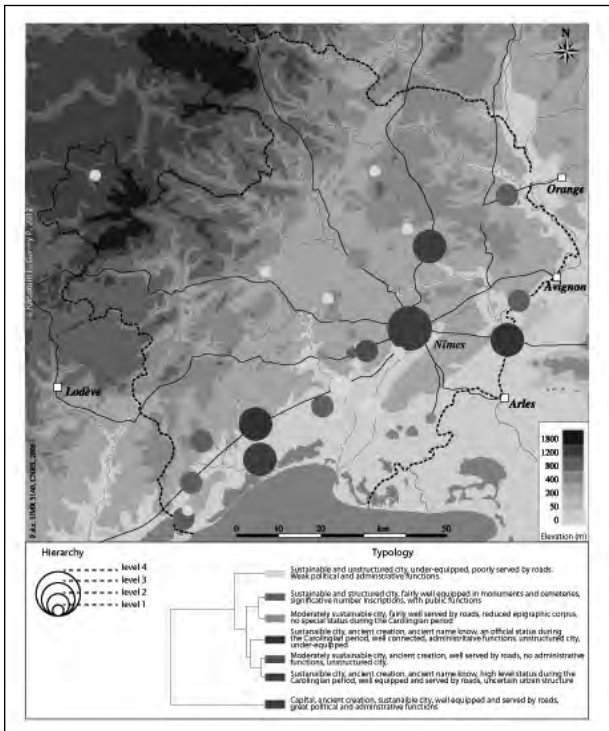 N
Orange
Avignon
Nîmes
Lodève
Arles
1800
1200
800
400
200
50
0
Elevation (m)
0 10 20 km 50
Hierarchy
level 4
level 3
level 2
level 1
Typology
Sustainable and unstructured city, under-equipped, poorly served by roads.
Weak political and administrative functions.
Sustainable and structured city, fairly well equipped in monuments and cemeteries,
significative number inscriptions, with public functions
Moderately sustainable city, fairly well served by roads, reduced epigraphic corpus,
no special status during the Carolingian period
Sustainable city, ancient creation, ancient name know, an official status during
the Carolingian period, well connected, administritative functions, unstructured city,
under-equipped
Moderately sustainable city, ancient creation, well served by roads, no administrative
functions, unstructured city.
Sustainable city, ancient creation, ancient name know, high level status during the
Carolingian period, well equipped and served by roads, uncertain urban structure
Capital, ancient creation, sustainable city, well equipped and served by roads,
great political and administrative functions